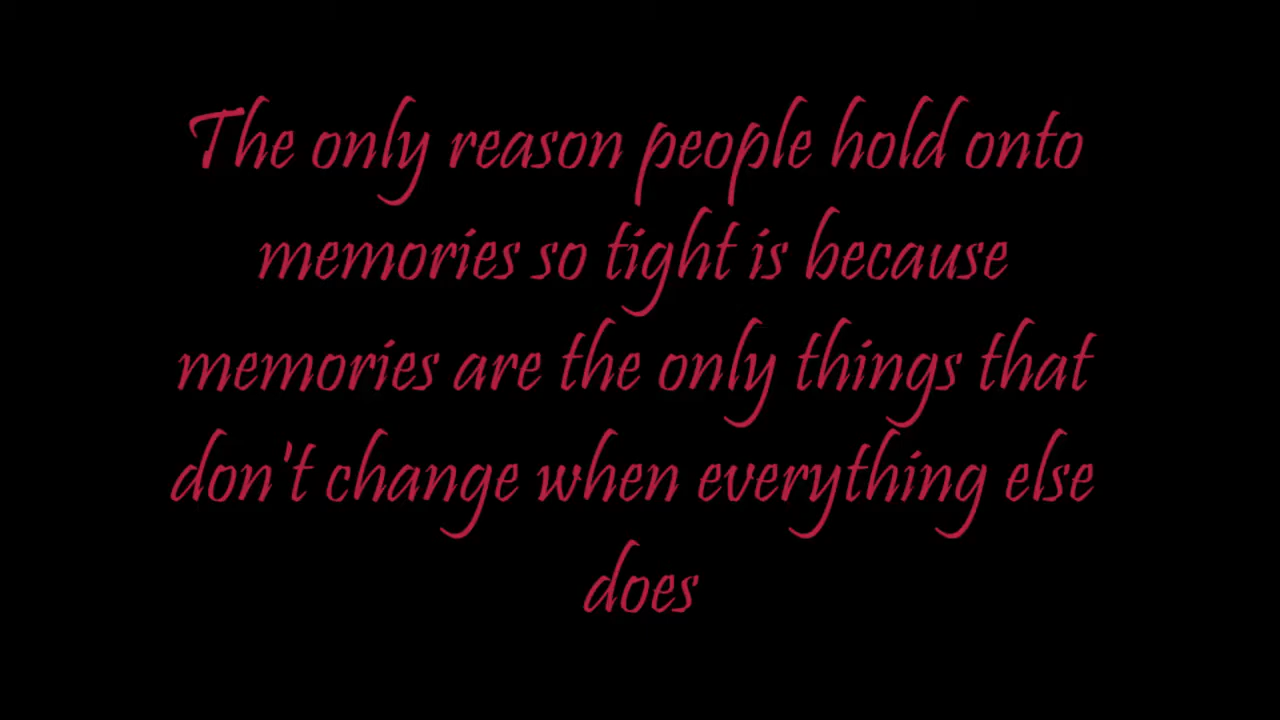 The only reason people hold onto
memories so tight is because
memories are the only things that
don't change when everything else
does